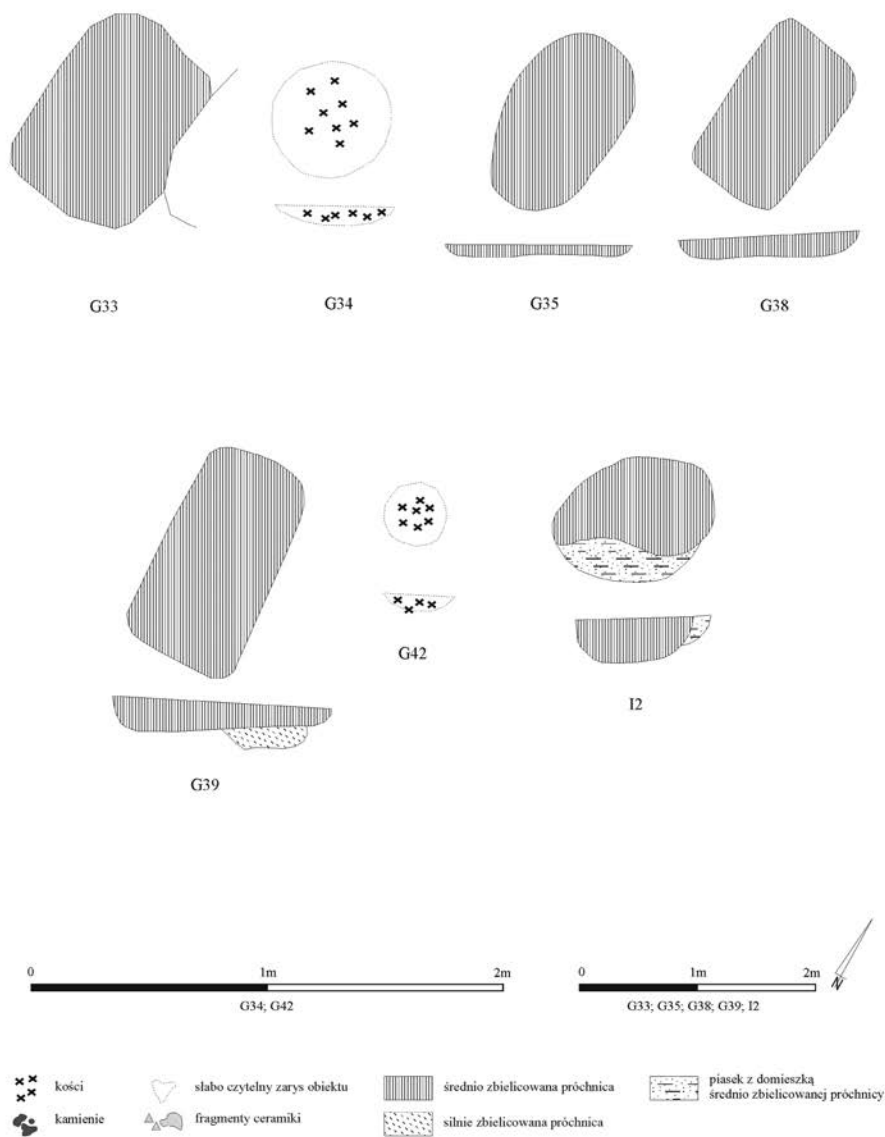 G33
G34
G35
G38
G39
G42
I2
0 1m 2m
G34; G42
0 1m 2m
G33; G35; G38; G39; I2
N
kości
słabo czytelny zarys obiektu
średnio zbielicowana próchnica
piasek z domieszką
średnio zbielicowanej próchnicy
kamienie
fragmenty ceramiki
silnie zbielicowana próchnica